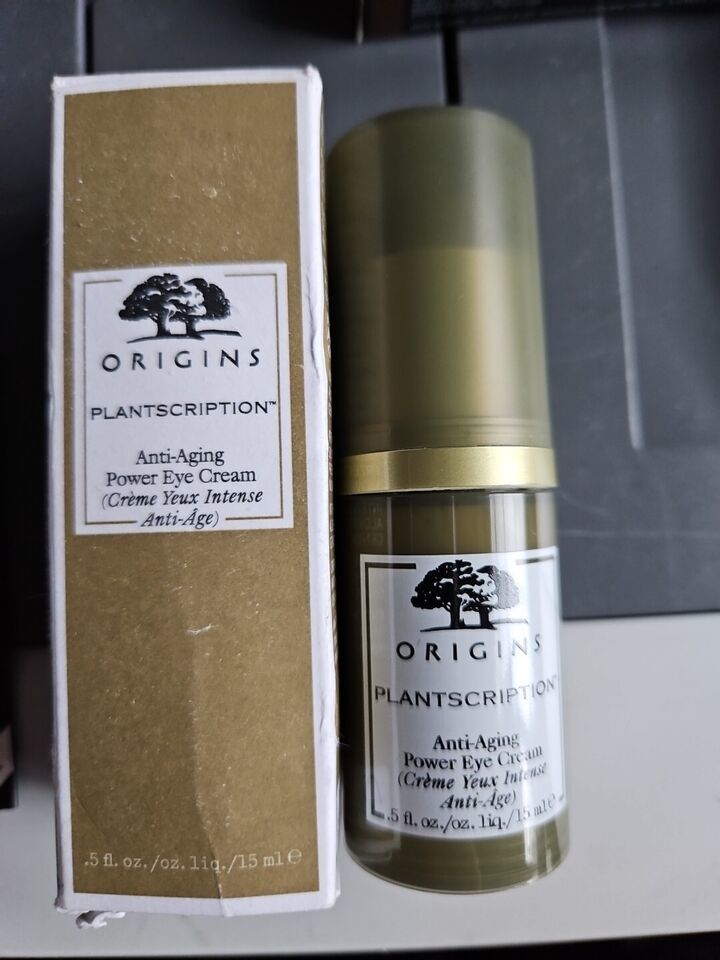 ORIGINS
PLANTSCRIPTION™
Anti-Aging
Power Eye Cream
(Crème Yeux Intense
Anti-Âge)
.5 fl. oz./oz. liq./15 ml ℮
ORIGINS
PLANTSCRIPTION™
Anti-Aging
Power Eye Cream
(Crème Yeux Intense
Anti-Âge)
.5 fl. oz./oz. liq./15 ml ℮